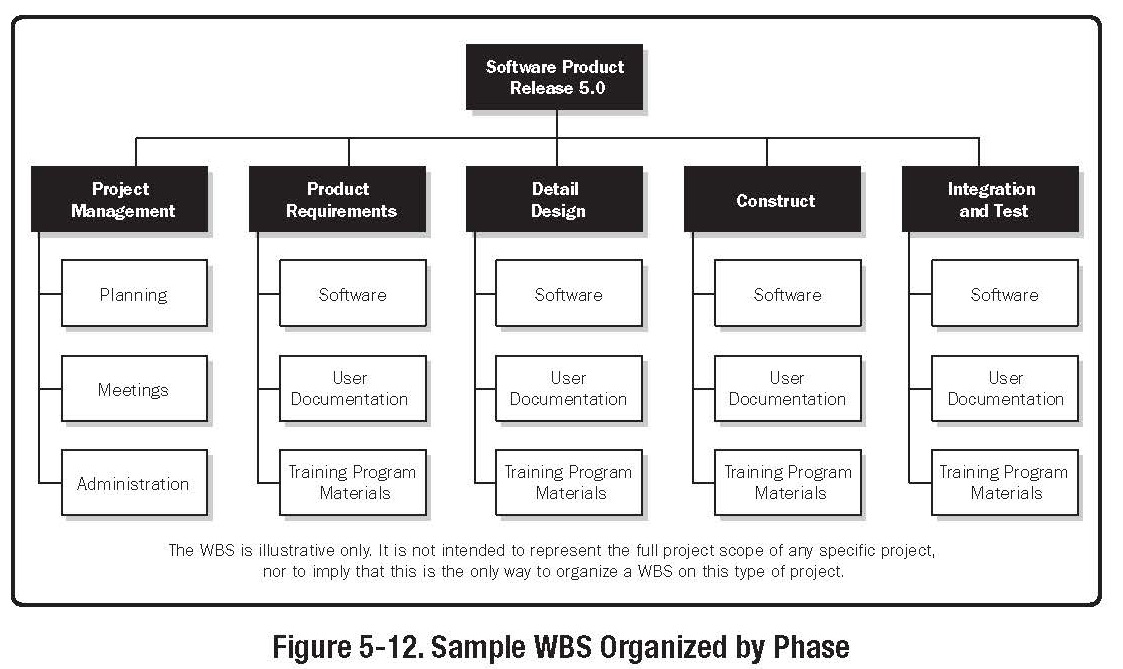 Software Product
Release 5.0
Project
Management
Product
Requirements
Detail
Design
Construct
Integration
and Test
Planning
Software
Software
Software
Software
Meetings
User
Documentation
User
Documentation
User
Documentation
User
Documentation
Administration
Training Program
Materials
Training Program
Materials
Training Program
Materials
Training Program
Materials
The WBS is illustrative only. It is not intended to represent the full project scope of any specific project,
nor to imply that this is the only way to organize a WBS on this type of project.
Figure 5-12. Sample WBS Organized by Phase